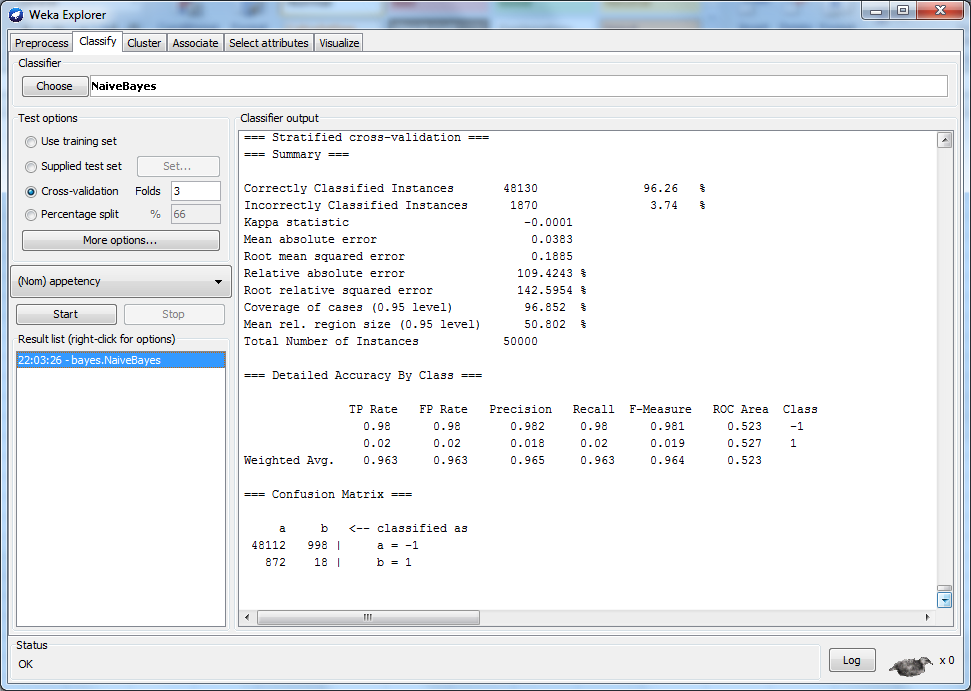 Weka Explorer
Preprocess Classify Cluster Associate Select attributes Visualize
Classifier
Choose NaiveBayes
Test options
Use training set
Supplied test set Set...
Cross-validation Folds 3
Percentage split % 66
More options...
(Nom) appetency
Start Stop
Result list (right-click for options)
22:03:26 - bayes.NaiveBayes
Classifier output
=== Stratified cross-validation ===
=== Summary ===
Correctly Classified Instances 48130 96.26 %
Incorrectly Classified Instances 1870 3.74 %
Kappa statistic -0.0001
Mean absolute error 0.0383
Root mean squared error 0.1885
Relative absolute error 109.4243 %
Root relative squared error 142.5954 %
Coverage of cases (0.95 level) 96.852 %
Mean rel. region size (0.95 level) 50.802 %
Total Number of Instances 50000
=== Detailed Accuracy By Class ===
TP Rate FP Rate Precision Recall F-Measure ROC Area Class
0.98 0.98 0.982 0.98 0.981 0.523 -1
0.02 0.02 0.018 0.02 0.019 0.527 1
Weighted Avg. 0.963 0.963 0.965 0.963 0.964 0.523
=== Confusion Matrix ===
a b <-- classified as
48112 998 | a = -1
872 18 | b = 1
Status
OK
Log x 0